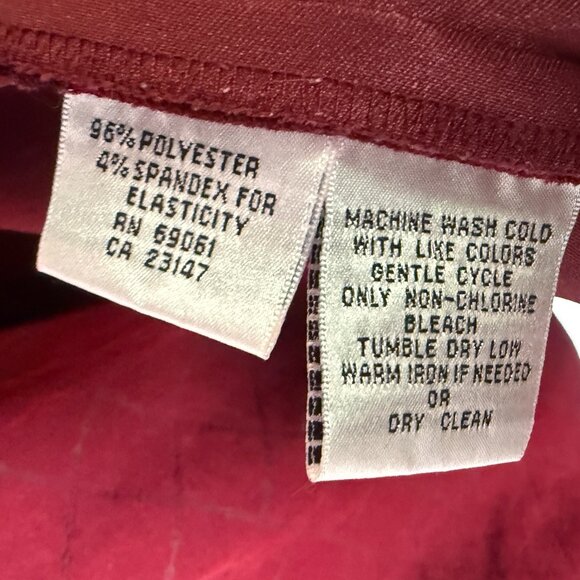 96% POLYESTER
4% SPANDEX FOR
ELASTICITY
RN 69061
CA 23147
MACHINE WASH COLD
WITH LIKE COLORS
GENTLE CYCLE
ONLY NON-CHLORINE
BLEACH
TUMBLE DRY LOW
WARM IRON IF NEEDED
OR
DRY CLEAN